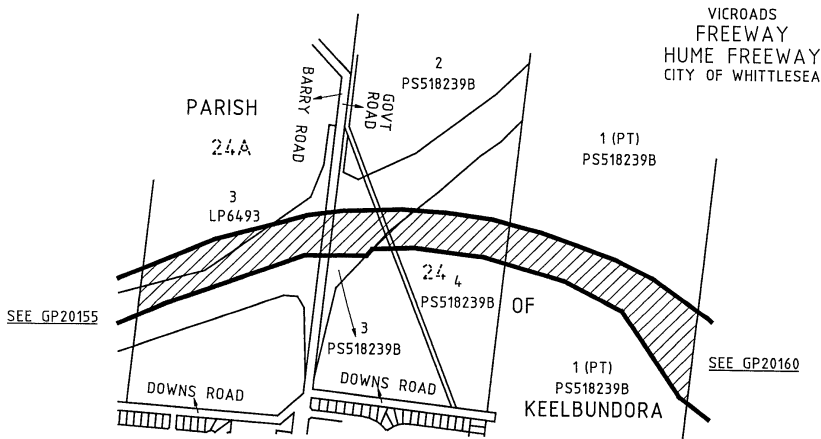 VICROADS
FREEWAY
HUME FREEWAY
CITY OF WHITTLESEA
2
PS518239B
BARRY ROAD
GOVT
ROAD
PARISH
24A
1 (PT)
PS518239B
3
LP6493
24
4
PS518239B
OF
SEE GP20155
3
PS518239B
SEE GP20160
1 (PT)
PS518239B
KEELBUNDORA
DOWNS ROAD
DOWNS ROAD